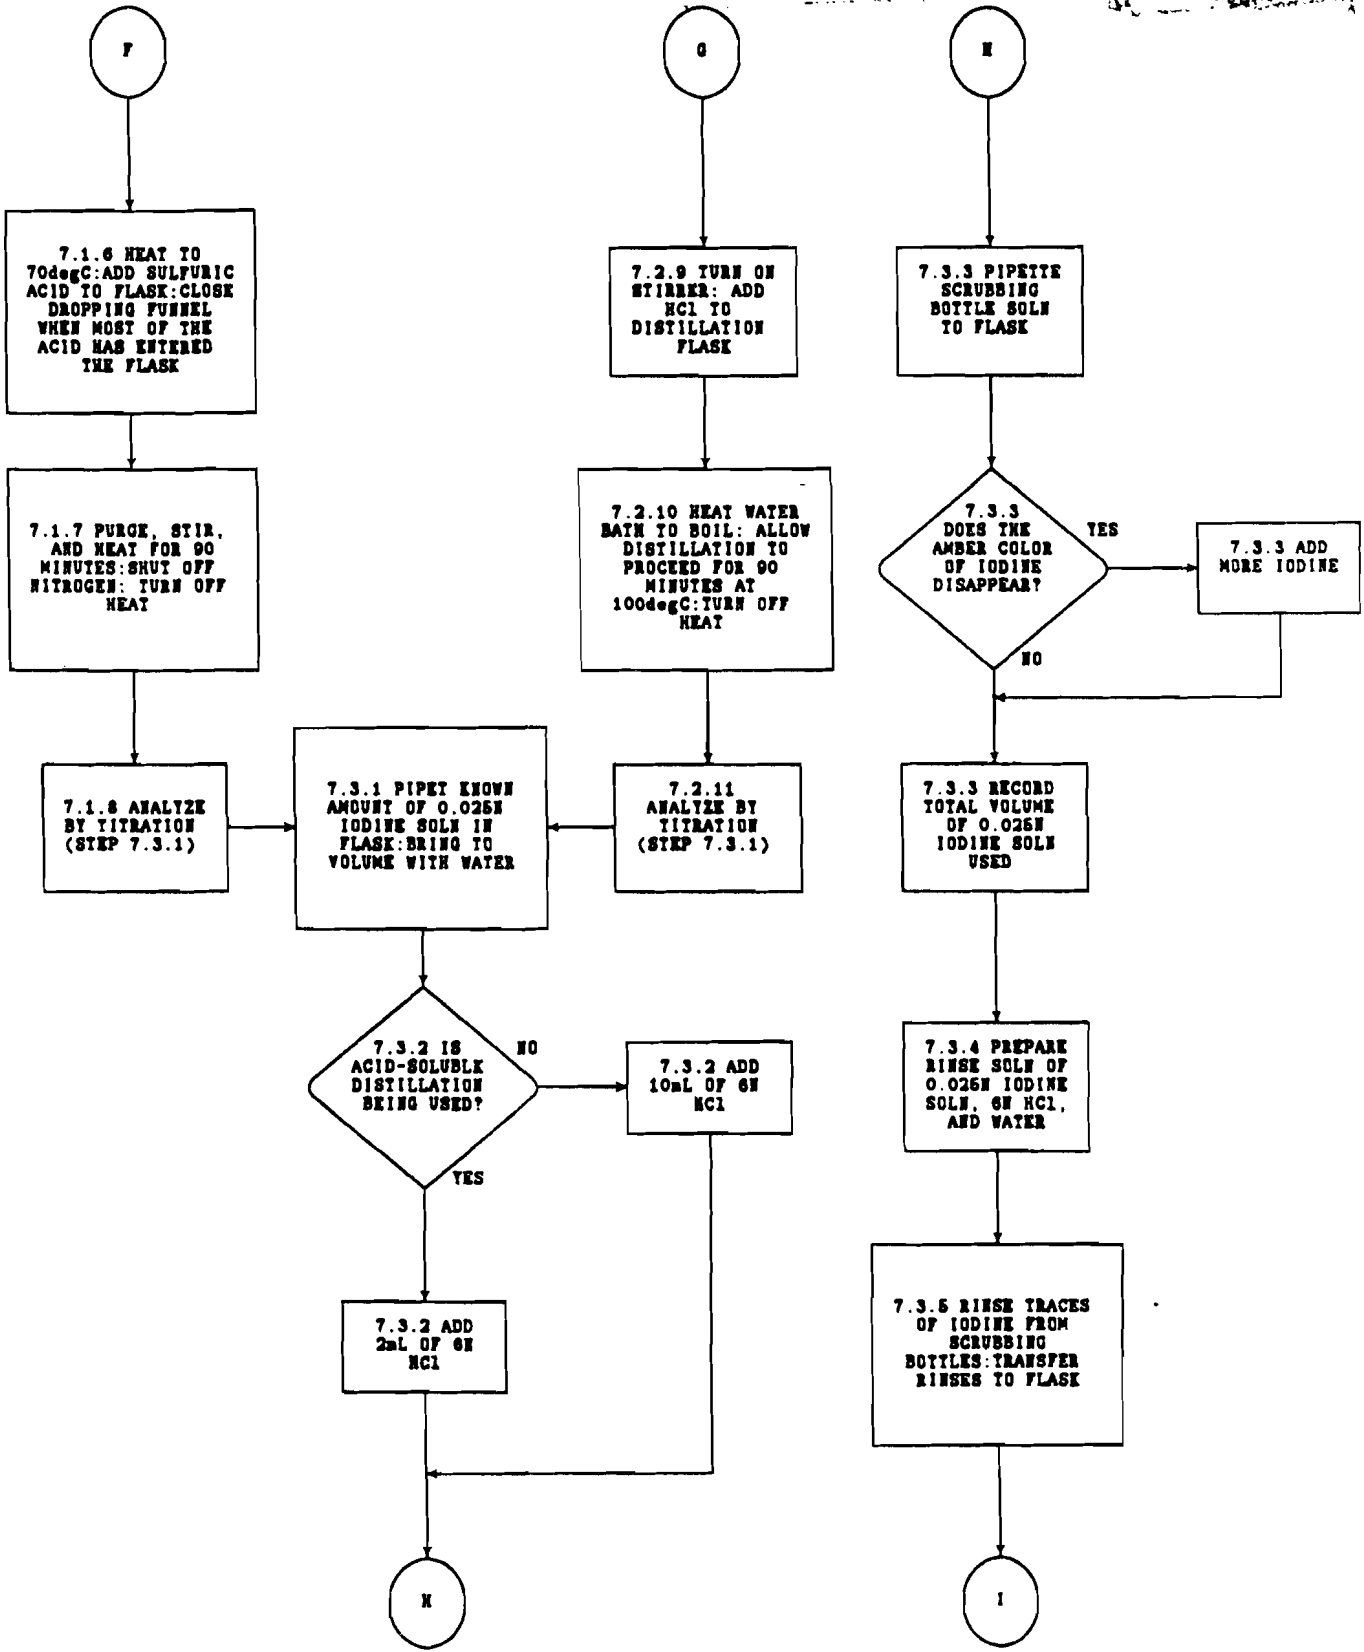 F
7.1.6 HEAT TO
70degC:ADD SULFURIC
ACID TO FLASK:CLOSE
DROPPING FUNNEL
WHEN MOST OF THE
ACID HAS ENTERED
THE FLASK
7.1.7 PURGE, STIR,
AND HEAT FOR 90
MINUTES:SHUT OFF
NITROGEN: TURN OFF
HEAT
7.1.8 ANALYZE
BY TITRATION
(STEP 7.3.1)
G
7.2.9 TURN ON
STIRRER: ADD
HCl TO
DISTILLATION
FLASK
7.2.10 HEAT WATER
BATH TO BOIL: ALLOW
DISTILLATION TO
PROCEED FOR 90
MINUTES AT
100degC:TURN OFF
HEAT
7.2.11
ANALYZE BY
TITRATION
(STEP 7.3.1)
7.3.1 PIPET KNOWN
AMOUNT OF 0.025N
IODINE SOLN IN
FLASK:BRING TO
VOLUME WITH WATER
7.3.2 IS
ACID-SOLUBLE
DISTILLATION
BEING USED?
NO
7.3.2 ADD
10mL OF 6N
HCl
YES
7.3.2 ADD
2mL OF 6N
HCl
H
H
7.3.3 PIPETTE
SCRUBBING
BOTTLE SOLN
TO FLASK
7.3.3
DOES THE
AMBER COLOR
OF IODINE
DISAPPEAR?
YES
7.3.3 ADD
MORE IODINE
NO
7.3.3 RECORD
TOTAL VOLUME
OF 0.025N
IODINE SOLN
USED
7.3.4 PREPARE
RINSE SOLN OF
0.025N IODINE
SOLN, 6N HCl,
AND WATER
7.3.5 RINSE TRACES
OF IODINE FROM
SCRUBBING
BOTTLES:TRANSFER
RINSES TO FLASK
I